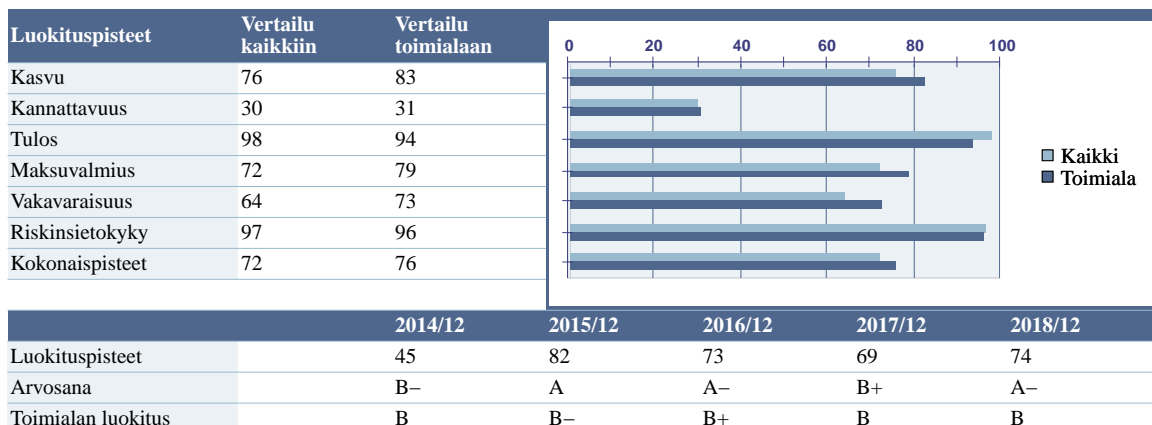 Luokituspisteet Vertailu kaikkiin Vertailu toimialaan
Kasvu 76 83
Kannattavuus 30 31
Tulos 98 94
Maksuvalmius 72 79
Vakavaraisuus 64 73
Riskinsietokyky 97 96
Kokonaispisteet 72 76
0 20 40 60 80 100
Kaikki
Toimiala
2014/12 2015/12 2016/12 2017/12 2018/12
Luokituspisteet 45 82 73 69 74
Arvosana B− A A− B+ A−
Toimialan luokitus B B− B+ B B